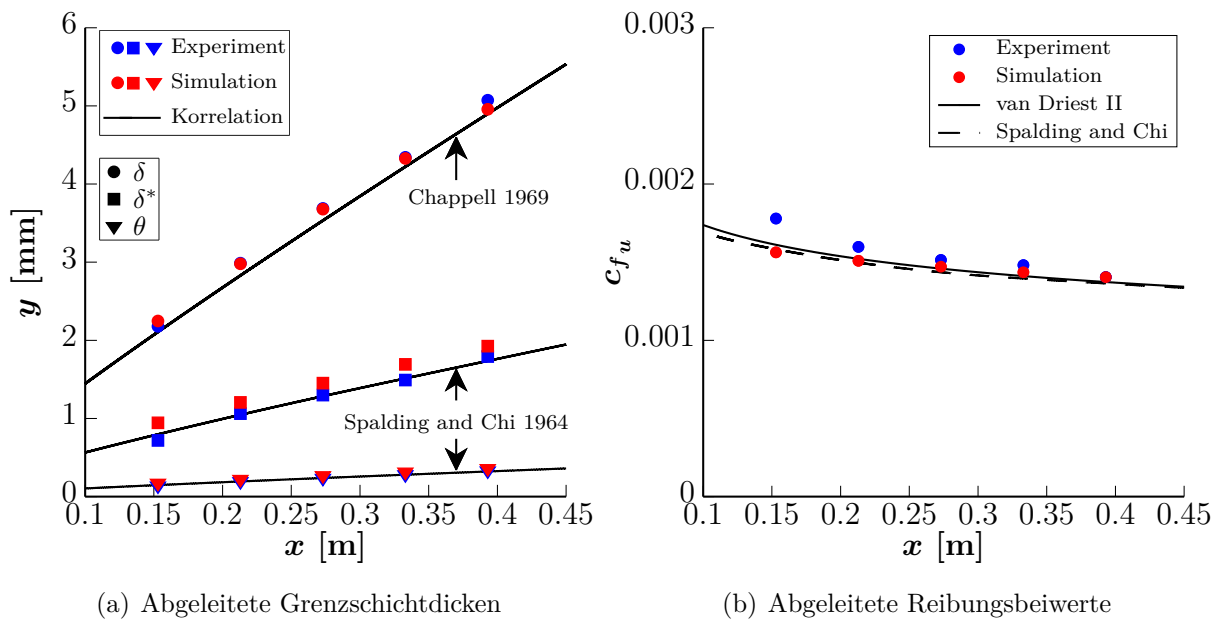 6
5
4
3
2
1
0
y [mm]
Experiment
Simulation
Korrelation
δ
δ*
θ
Chappell 1969
Spalding and Chi 1964
0.1 0.15 0.2 0.25 0.3 0.35 0.4 0.45
x [m]
(a) Abgeleitete Grenzschichtdicken
0.003
0.002
0.001
0
c_{f_u}
Experiment
Simulation
van Driest II
Spalding and Chi
0.1 0.15 0.2 0.25 0.3 0.35 0.4 0.45
x [m]
(b) Abgeleitete Reibungsbeiwerte